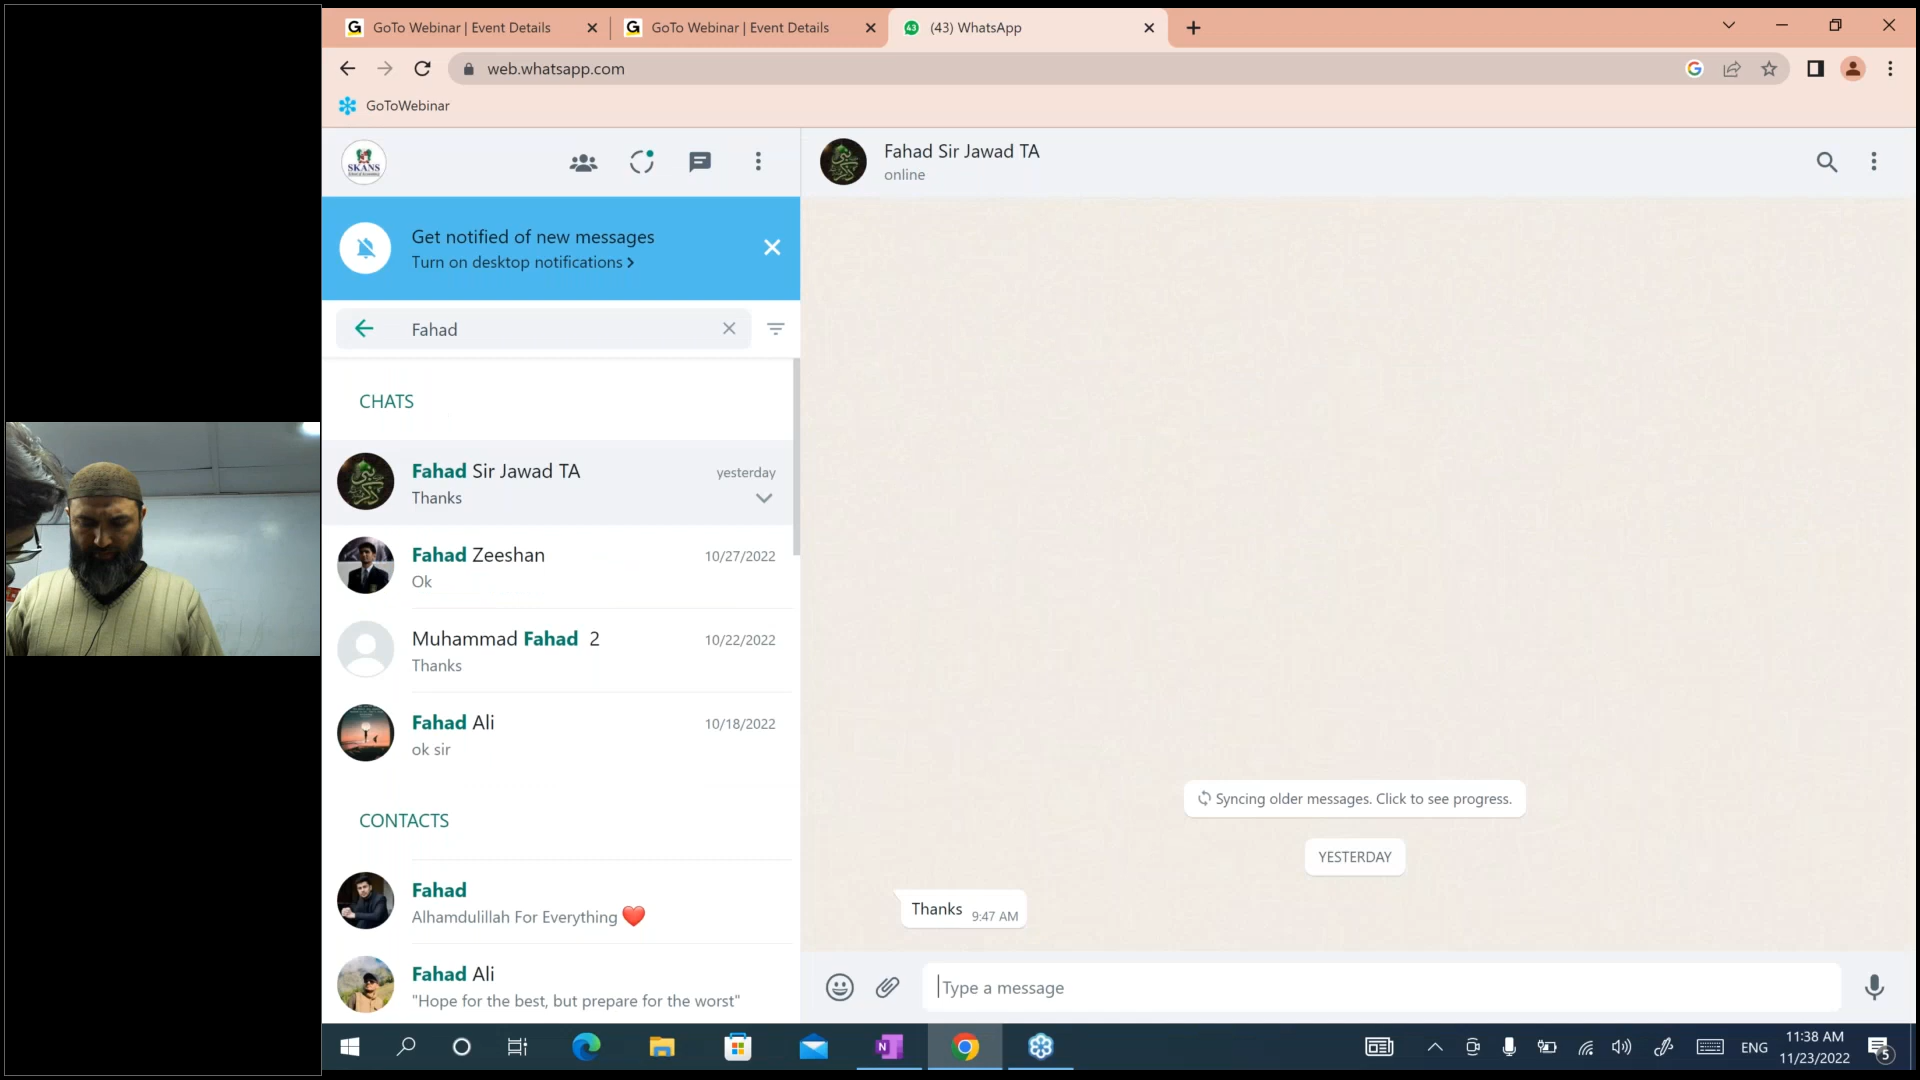 GoTo Webinar | Event Details
GoTo Webinar | Event Details
(43) WhatsApp
web.whatsapp.com
GoToWebinar
SKANS
Fahad Sir Jawad TA
online
Get notified of new messages
Turn on desktop notifications
Fahad
CHATS
Fahad Sir Jawad TA
yesterday
Thanks
Fahad Zeeshan
10/27/2022
Ok
Muhammad Fahad 2
10/22/2022
Thanks
Fahad Ali
10/18/2022
ok sir
CONTACTS
Fahad
Alhamdulillah For Everything ❤️
Fahad Ali
"Hope for the best, but prepare for the worst"
Syncing older messages. Click to see progress.
YESTERDAY
Thanks 9:47 AM
Type a message
ENG
11:38 AM
11/23/2022
5